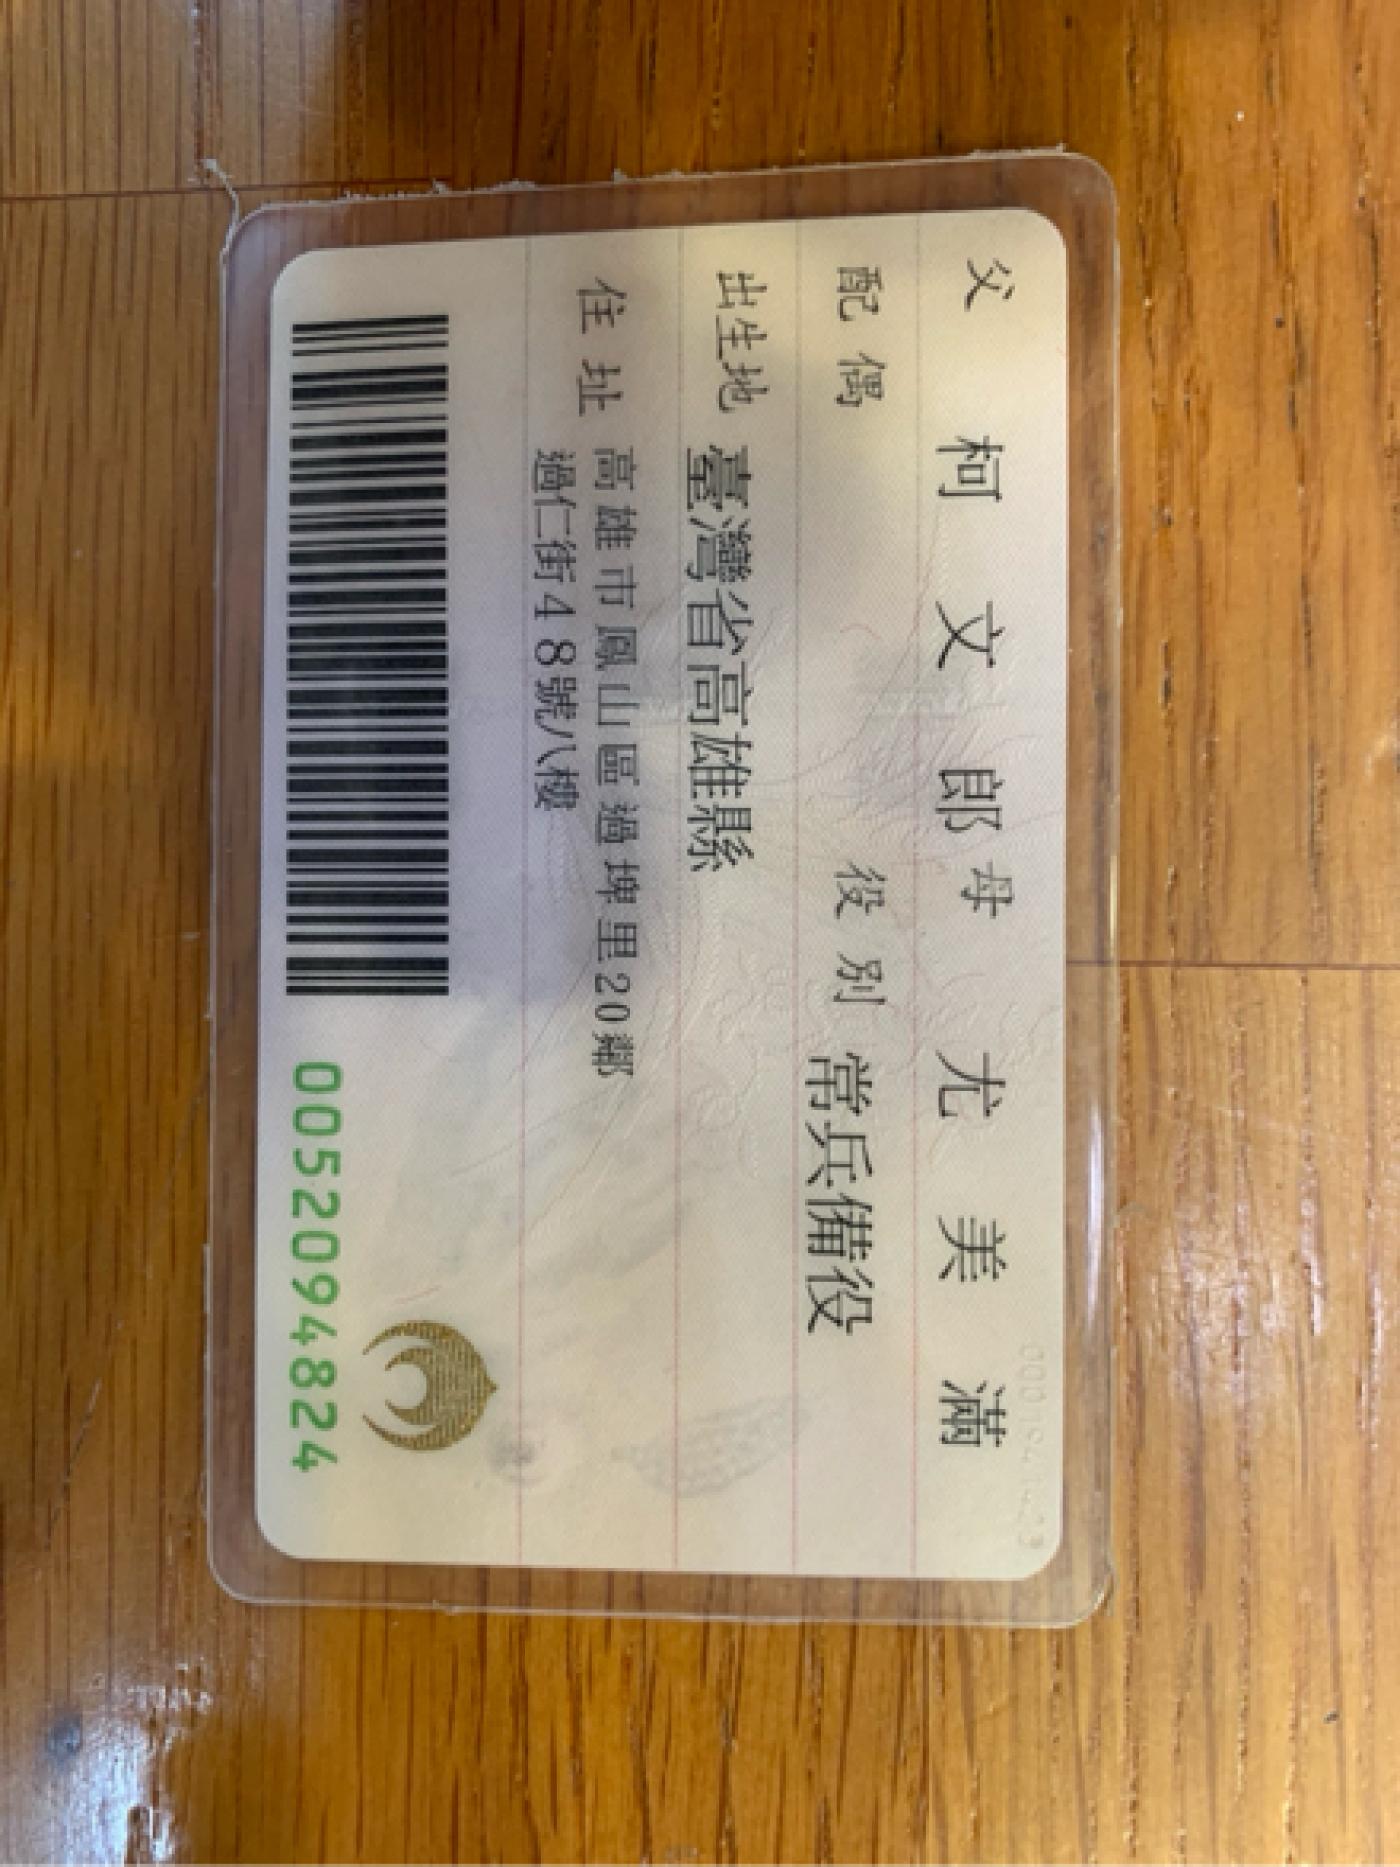 父 柯文郎 母 尤美滿
配偶 役別 常兵備役
出生地 臺灣省高雄縣
住址 高雄市鳳山區過埤里20鄰
過仁街48號八樓
0052094824